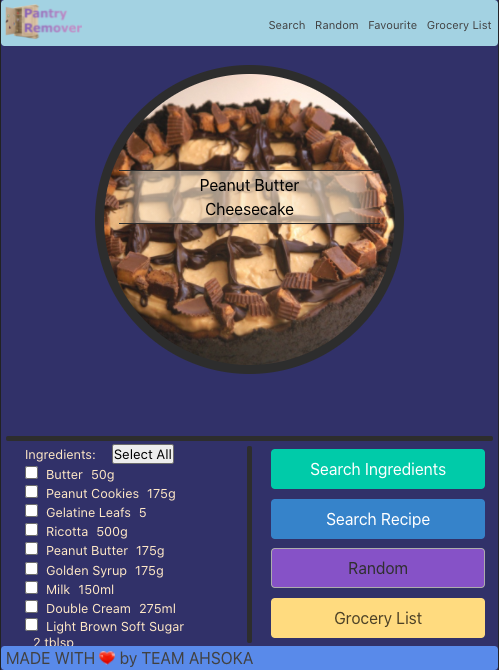 Pantry
Remover
Search Random Favourite Grocery List
Peanut Butter
Cheesecake
Ingredients: Select All
Butter 50g
Peanut Cookies 175g
Gelatine Leafs 5
Ricotta 500g
Peanut Butter 175g
Golden Syrup 175g
Milk 150ml
Double Cream 275ml
Light Brown Soft Sugar
2 tblsp
Search Ingredients
Search Recipe
Random
Grocery List
MADE WITH ❤️ by TEAM AHSOKA